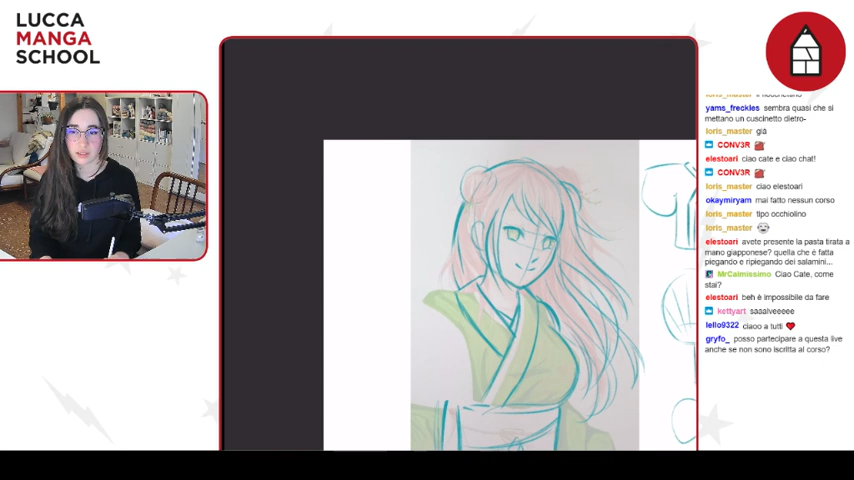 LUCCA
MANGA
SCHOOL
yams_freckles sembra quasi che si
mettano un cuscinetto dietro-
loris_master già
CONV3R
elestoari ciao cate e ciao chat!
CONV3R
loris_master ciao elestoari
okaymiryam mai fatto nessun corso
loris_master tipo occhiolino
loris_master
elestoari avete presente la pasta tirata a
mano giapponese? quella che è fatta
piegando e ripiegando dei salamini...
MrCalmissimo Ciao Cate, come
stai?
elestoari beh è impossibile da fare
kettyart saaalveeeee
lello9322 ciaoo a tutti
gryfo_ posso partecipare a questa live
anche se non sono iscritta al corso?